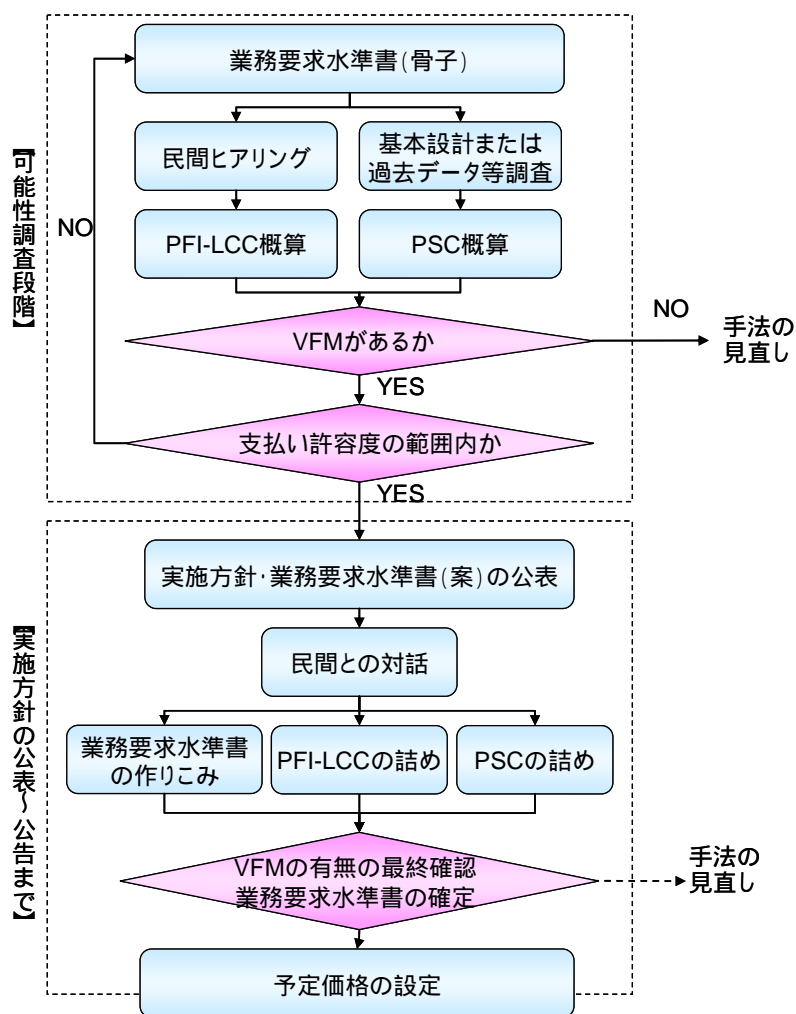 業務要求水準書(骨子)
民間ヒアリング
基本設計または
過去データ等調査
PFI-LCC概算
PSC概算
【可能性調査段階】
NO
VFMがあるか
NO
手法の
見直し
YES
支払い許容度の範囲内か
YES
実施方針・業務要求水準書(案)の公表
民間との対話
業務要求水準書
の作りこみ
PFI-LCCの詰め
PSCの詰め
【実施方針の公表~公告まで】
VFMの有無の最終確認
業務要求水準書の確定
手法の
見直し
予定価格の設定